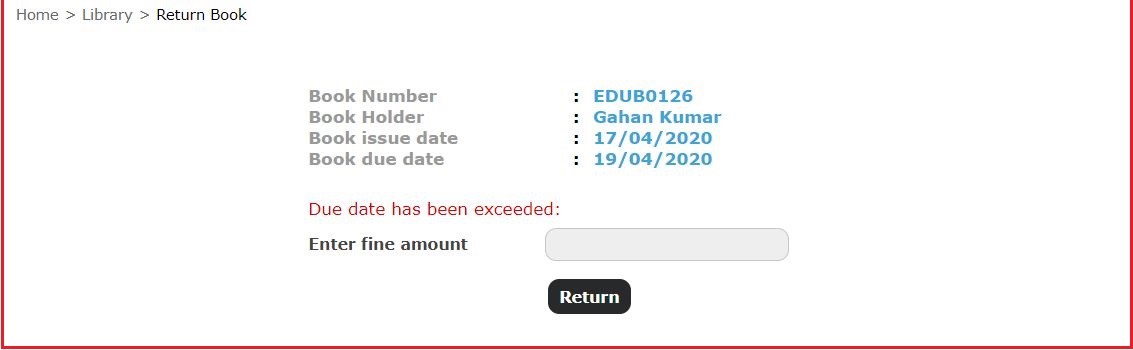 Home > Library > Return Book
Book Number : EDUB0126
Book Holder : Gahan Kumar
Book issue date : 17/04/2020
Book due date : 19/04/2020
Due date has been exceeded:
Enter fine amount
Return